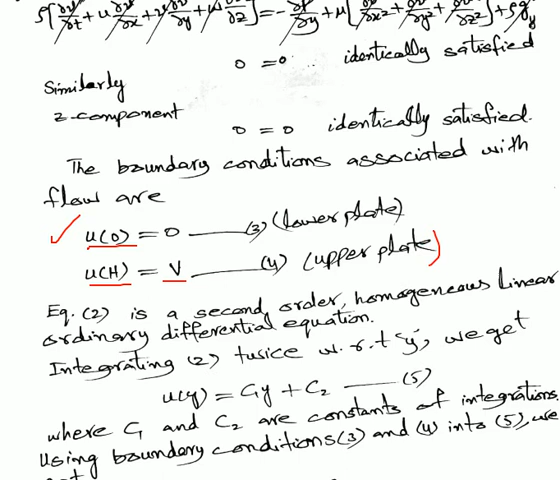 ρ[∂v/∂t + u ∂v/∂x + v ∂v/∂y + w ∂v/∂z] = -∂p/∂y + μ[∂²v/∂x² + ∂²v/∂y² + ∂²v/∂z²] + ρg_y
0 = 0 identically satisfied
Similarly
z-component
0 = 0 identically satisfied.
The boundary conditions associated with
flow are
✓ u(0) = 0 —— (3) (lower plate)
u(H) = V —— (4) (upper plate)
Eq. (2) is a second order, homogeneous linear
ordinary differential equation.
Integrating (2) twice w.r.t 'y', we get
u(y) = C₁y + C₂ —— (5)
where C₁ and C₂ are constants of integrations.
Using boundary conditions (3) and (4) into (5), we